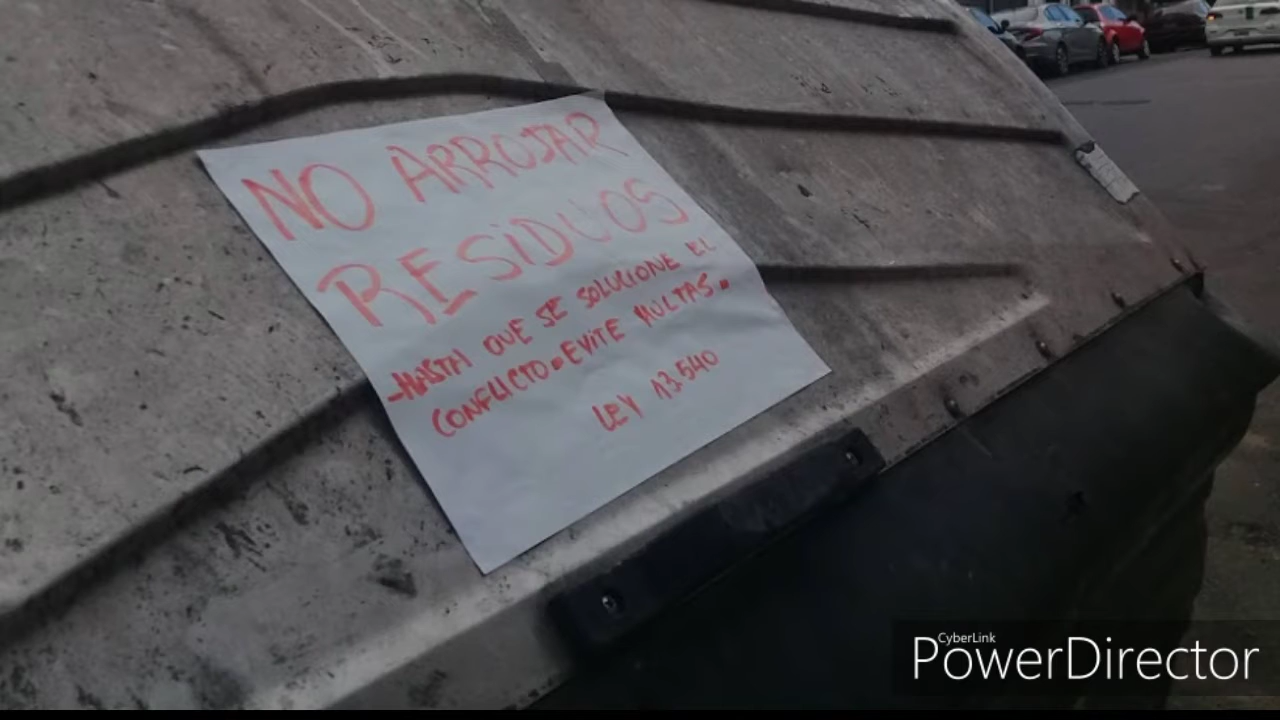 NO ARROJAR
RESiDUOS
-HASTA QUE SE SOLUCIONE EL
CONFLICTO. EViTE MULTAS.
LEY 13.540
CyberLink
PowerDirector